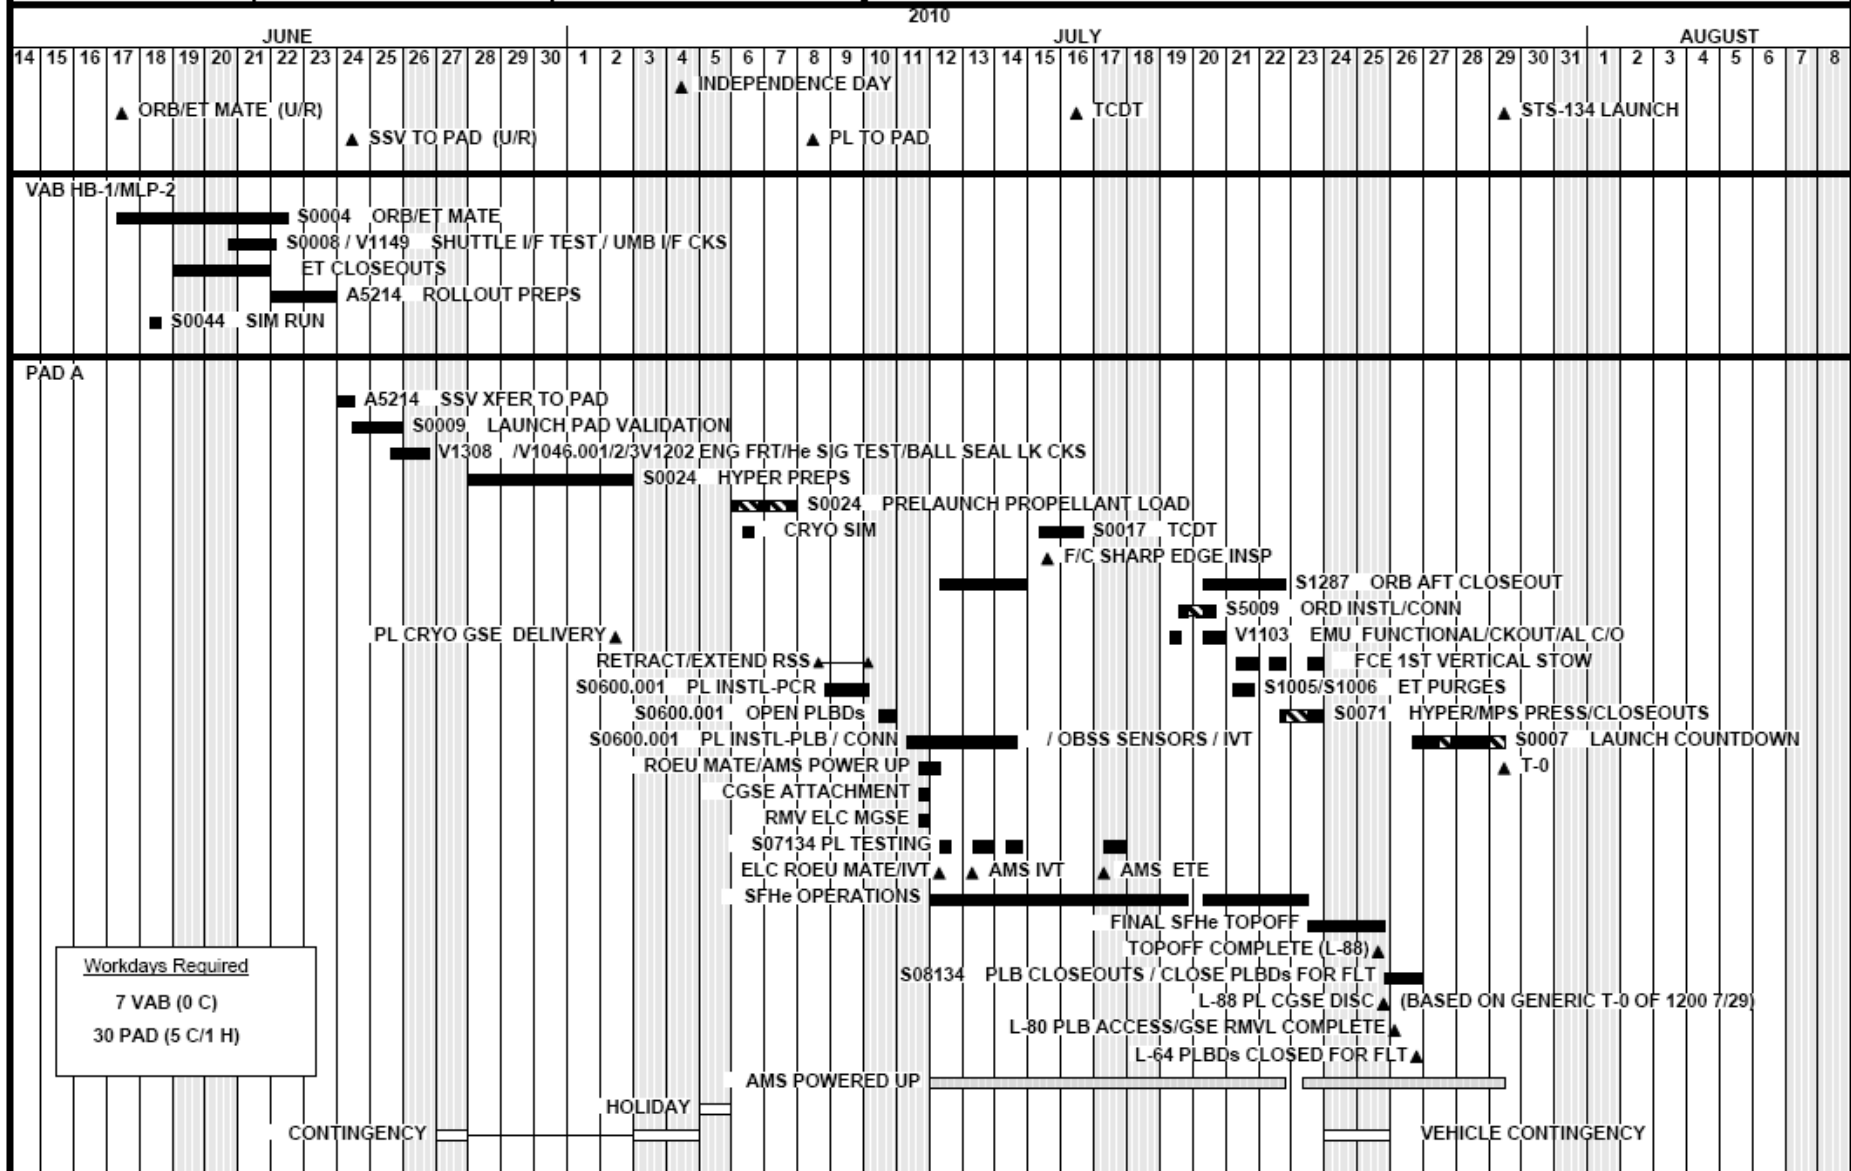 2010
JUNE JULY AUGUST
14 15 16 17 18 19 20 21 22 23 24 25 26 27 28 29 30 1 2 3 4 5 6 7 8 9 10 11 12 13 14 15 16 17 18 19 20 21 22 23 24 25 26 27 28 29 30 31 1 2 3 4 5 6 7 8
INDEPENDENCE DAY
ORB/ET MATE (U/R) TCDT STS-134 LAUNCH
SSV TO PAD (U/R) PL TO PAD
VAB HB-1/MLP-2
S0004 ORB/ET MATE
S0008 / V1149 SHUTTLE I/F TEST / UMB I/F CKS
ET CLOSEOUTS
A5214 ROLLOUT PREPS
S0044 SIM RUN
PAD A
A5214 SSV XFER TO PAD
S0009 LAUNCH PAD VALIDATION
V1308 /V1046.001/2/3V1202 ENG FRT/He SIG TEST/BALL SEAL LK CKS
S0024 HYPER PREPS
S0024 PRELAUNCH PROPELLANT LOAD
CRYO SIM S0017 TCDT
F/C SHARP EDGE INSP
S1287 ORB AFT CLOSEOUT
S5009 ORD INSTL/CONN
PL CRYO GSE DELIVERY V1103 EMU FUNCTIONAL/CKOUT/AL C/O
RETRACT/EXTEND RSS FCE 1ST VERTICAL STOW
S0600.001 PL INSTL-PCR S1005/S1006 ET PURGES
S0600.001 OPEN PLBDs S0071 HYPER/MPS PRESS/CLOSEOUTS
S0600.001 PL INSTL-PLB / CONN / OBSS SENSORS / IVT S0007 LAUNCH COUNTDOWN
ROEU MATE/AMS POWER UP T-0
CGSE ATTACHMENT
RMV ELC MGSE
S07134 PL TESTING
ELC ROEU MATE/IVT AMS IVT AMS ETE
SFHe OPERATIONS
FINAL SFHe TOPOFF
TOPOFF COMPLETE (L-88)
S08134 PLB CLOSEOUTS / CLOSE PLBDs FOR FLT
L-88 PL CGSE DISC (BASED ON GENERIC T-0 OF 1200 7/29)
L-80 PLB ACCESS/GSE RMVL COMPLETE
L-64 PLBDs CLOSED FOR FLT
AMS POWERED UP
HOLIDAY
CONTINGENCY VEHICLE CONTINGENCY
Workdays Required
7 VAB (0 C)
30 PAD (5 C/1 H)